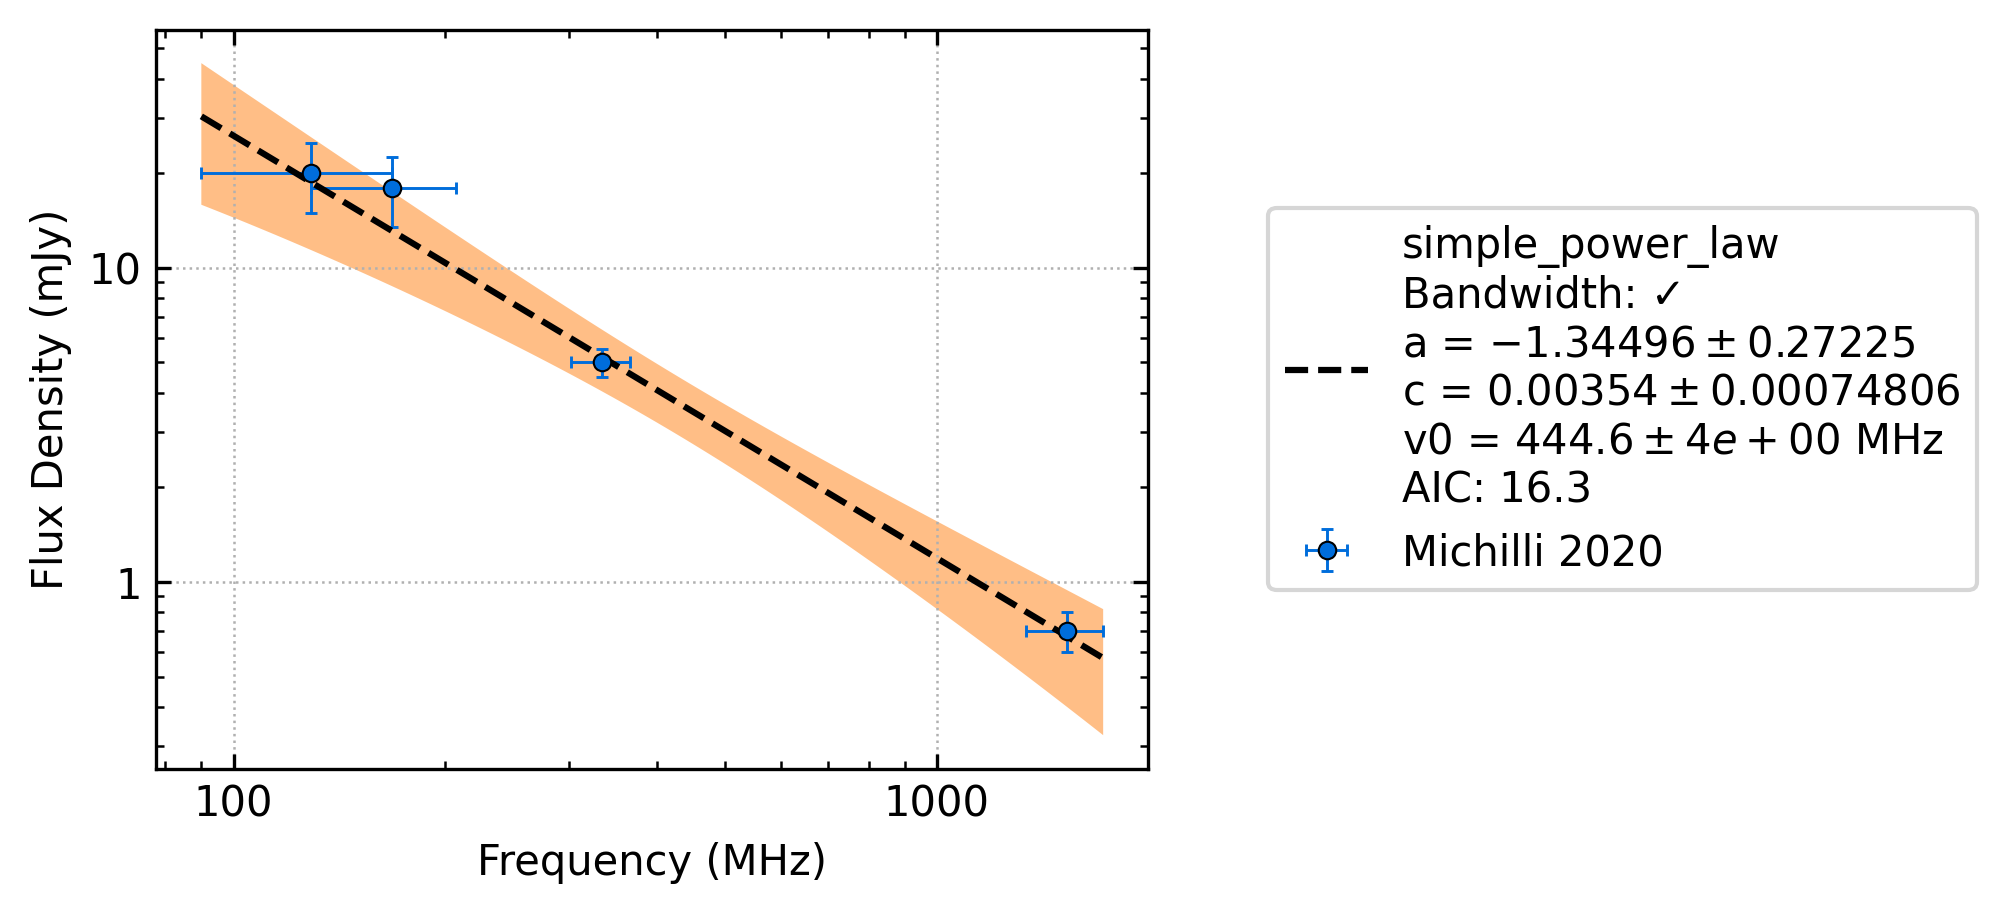 10
1
100
1000
Flux Density (mJy)
Frequency (MHz)
simple_power_law
Bandwidth: ✓
a = −1.34496 ± 0.27225
c = 0.00354 ± 0.00074806
v0 = 444.6 ± 4e + 00 MHz
AIC: 16.3
Michilli 2020